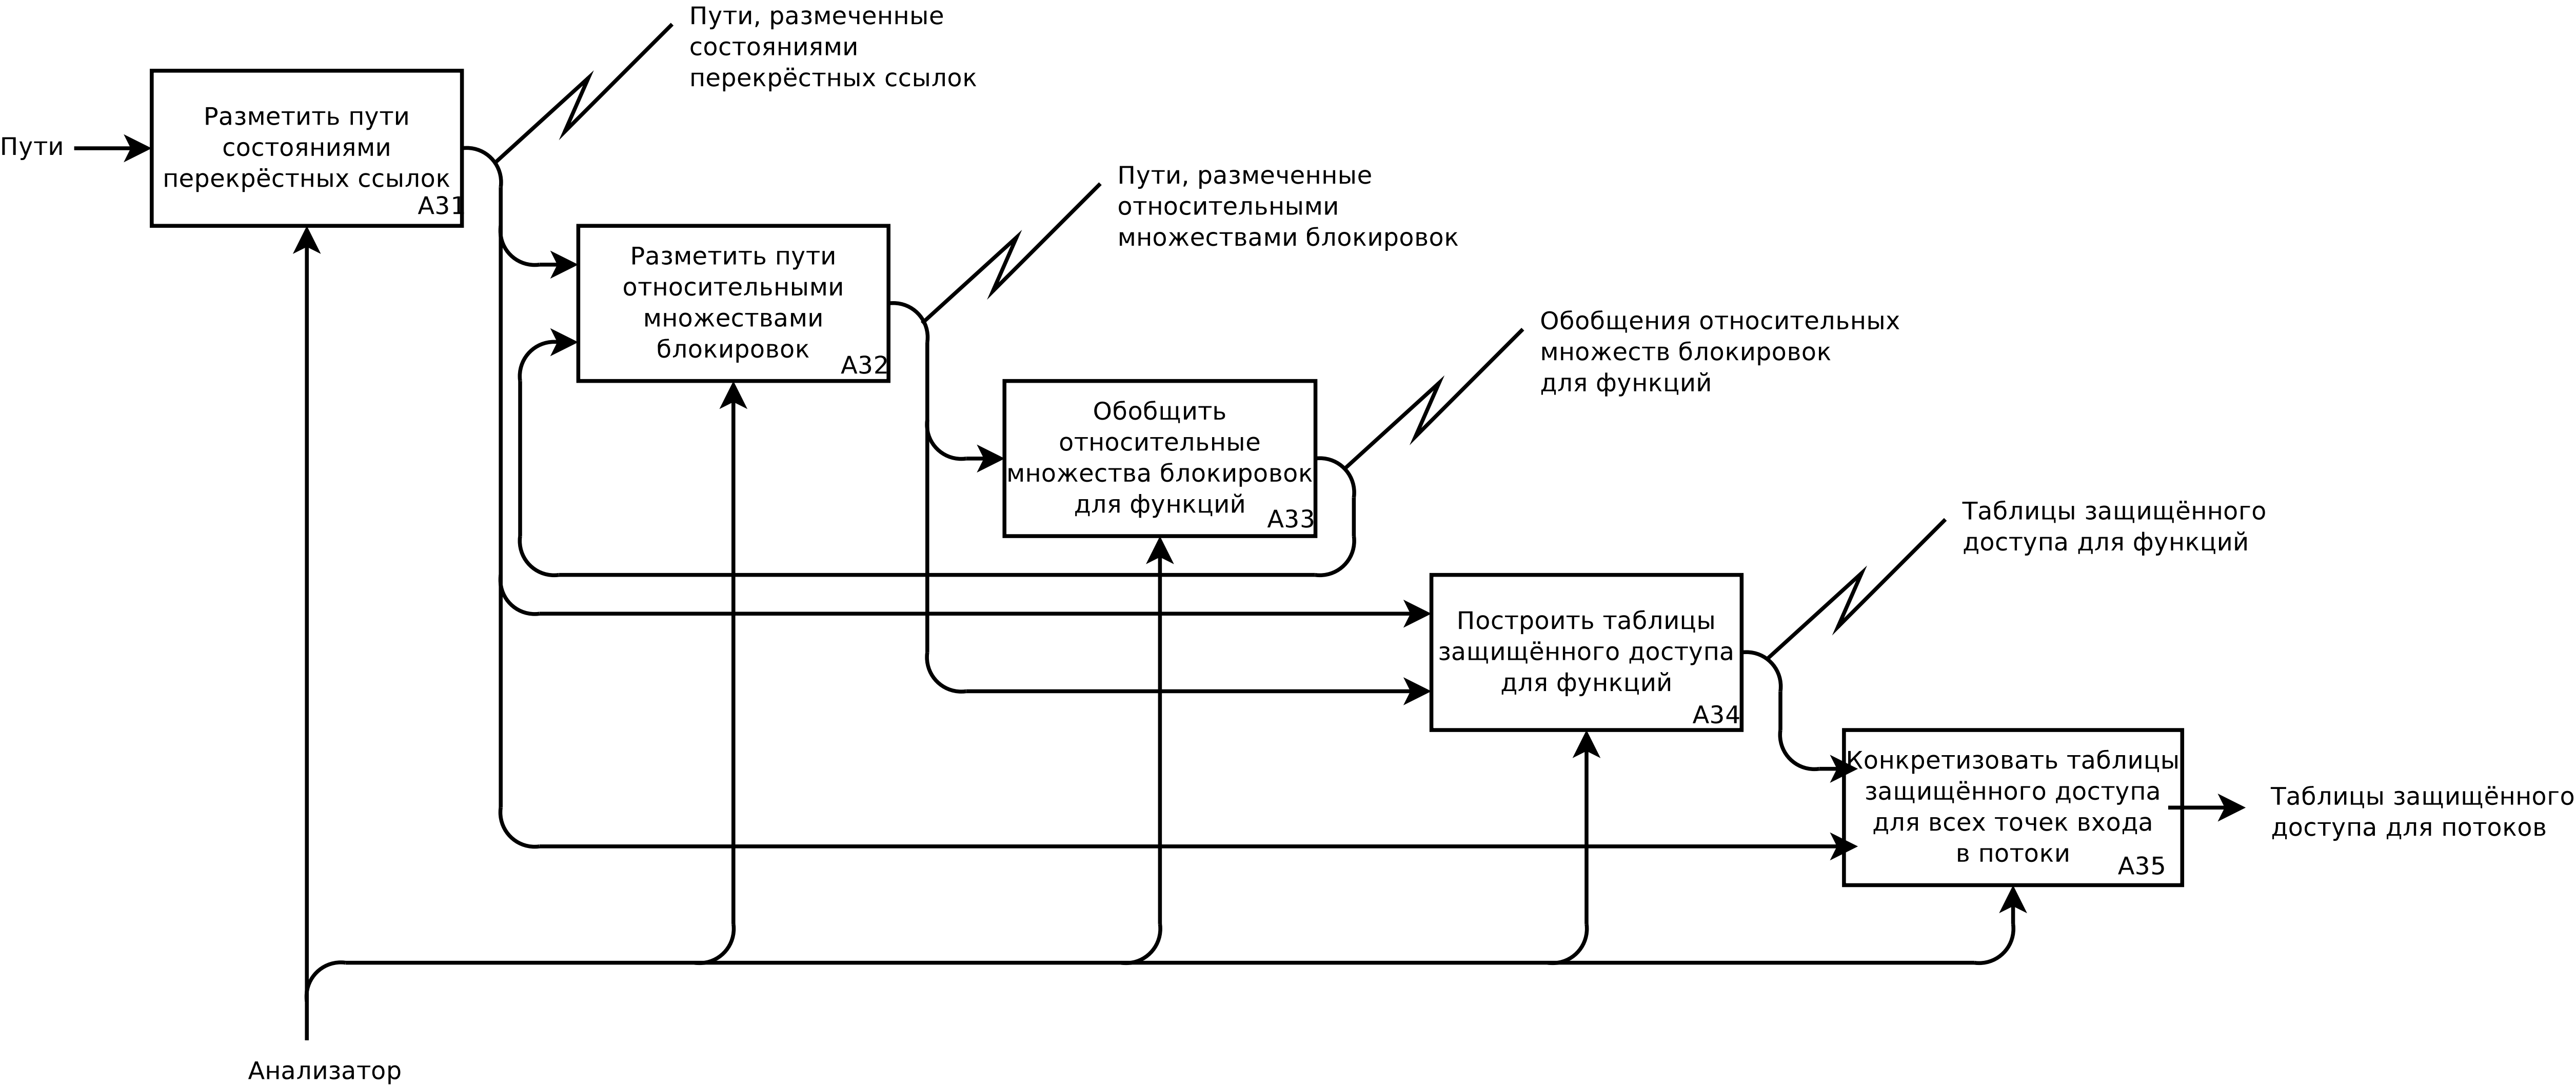 Пути, размеченные
состояниями
перекрёстных ссылок
Пути
Разметить пути
состояниями
перекрёстных ссылок
A31
Пути, размеченные
относительными
множествами блокировок
Разметить пути
относительными
множествами
блокировок
A32
Обобщения относительных
множеств блокировок
для функций
Обобщить
относительные
множества блокировок
для функций
A33
Таблицы защищённого
доступа для функций
Построить таблицы
защищённого доступа
для функций
A34
Конкретизовать таблицы
защищённого доступа
для всех точек входа
в потоки
A35
Таблицы защищённого
доступа для потоков
Анализатор